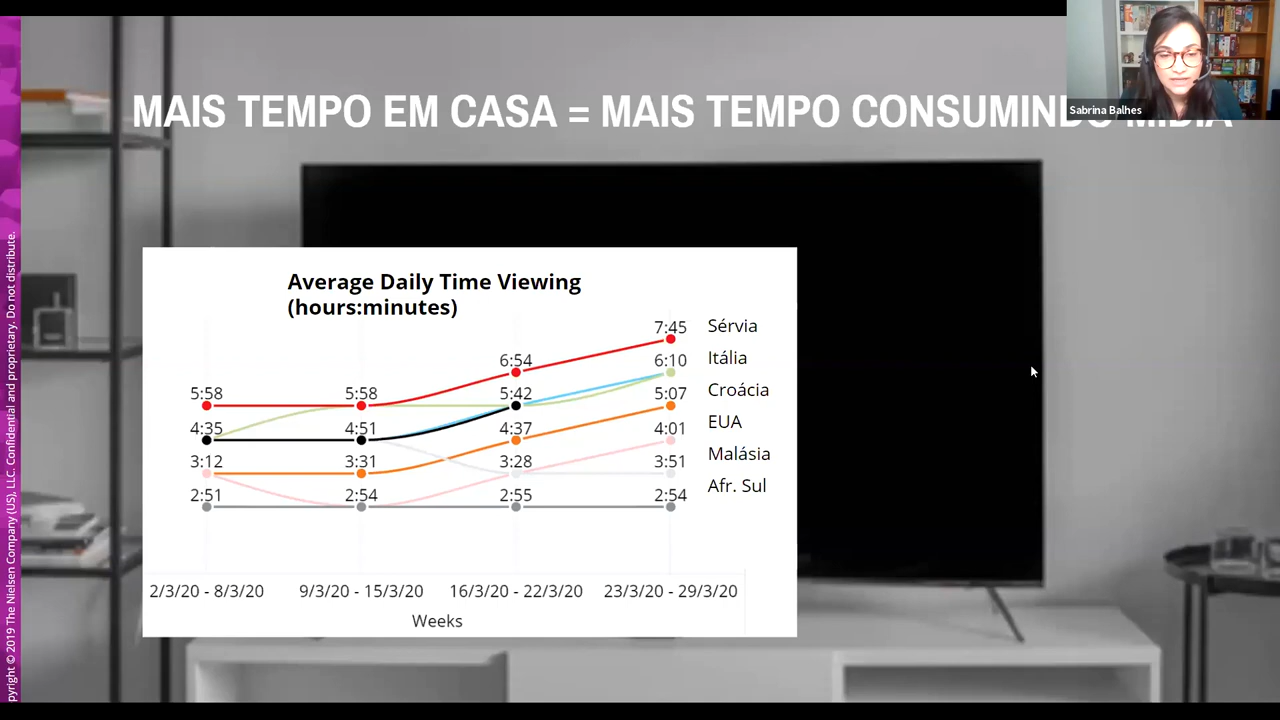 Sabrina Balhes
MAIS TEMPO EM CASA = MAIS TEMPO CONSUMINDO MÍDIA
Average Daily Time Viewing
(hours:minutes)
7:45 Sérvia
6:54 6:10 Itália
5:58 5:58 5:42 5:07 Croácia
4:35 4:51 4:37 4:01 EUA
3:12 3:31 3:28 3:51 Malásia
2:51 2:54 2:55 2:54 Afr. Sul
2/3/20 - 8/3/20 9/3/20 - 15/3/20 16/3/20 - 22/3/20 23/3/20 - 29/3/20
Weeks
pyright © 2019 The Nielsen Company (US), LLC. Confidential and proprietary. Do not distribute.